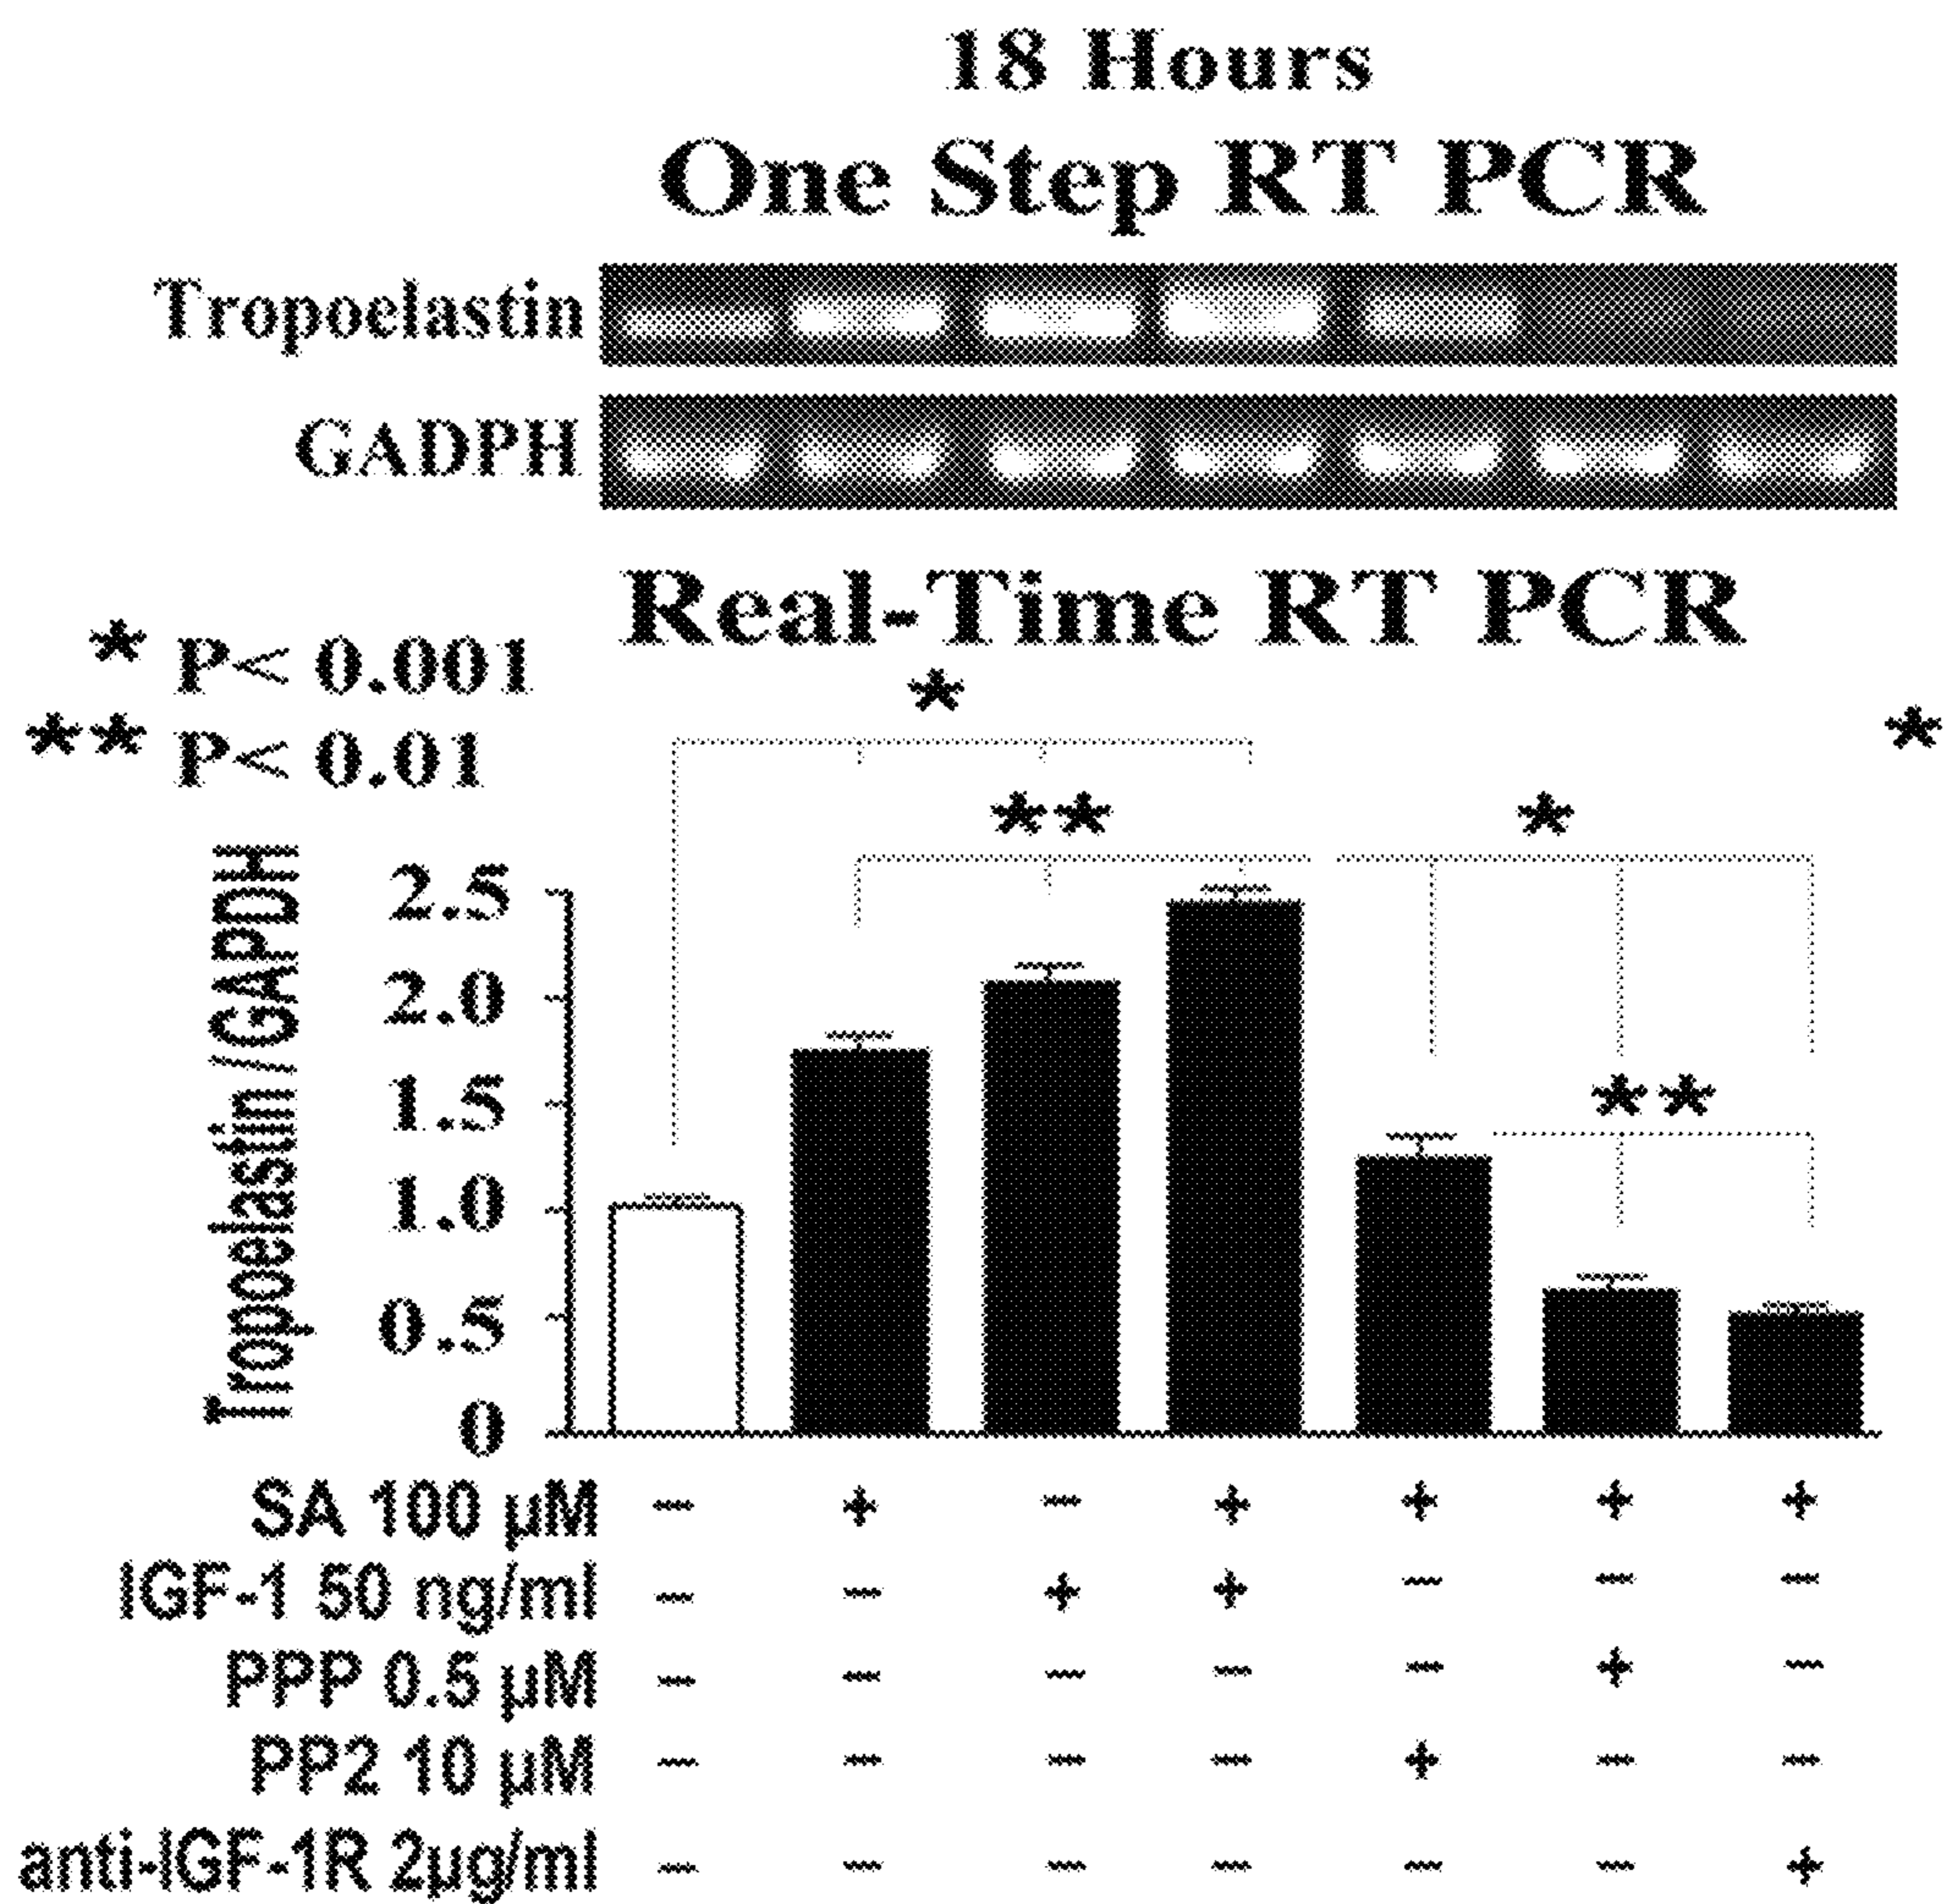 18 Hours
One Step RT PCR
Tropoelastin
GADPH
Real-Time RT PCR
* P< 0.001
** P< 0.01
*
*
**
*
**
Tropoelastin/GAPDH
2.5
2.0
1.5
1.0
0.5
0
SA 100 µM − + − + + + +
IGF-1 50 ng/ml − − + + − − −
PPP 0.5 µM − − − − − + −
PP2 10 µM − − − − + − −
anti-IGF-1R 2µg/ml − − − − − − +